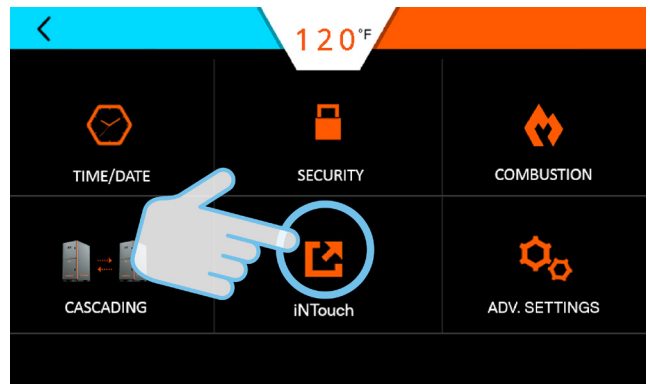 120°F
TIME/DATE
SECURITY
COMBUSTION
CASCADING
iNTouch
ADV. SETTINGS